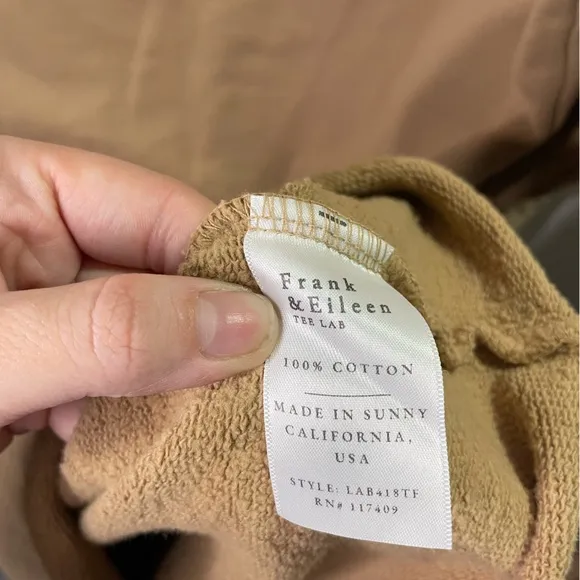 Frank
&Eileen
TEE LAB
100% COTTON
MADE IN SUNNY
CALIFORNIA,
USA
STYLE: LAB418TF
RN# 117409